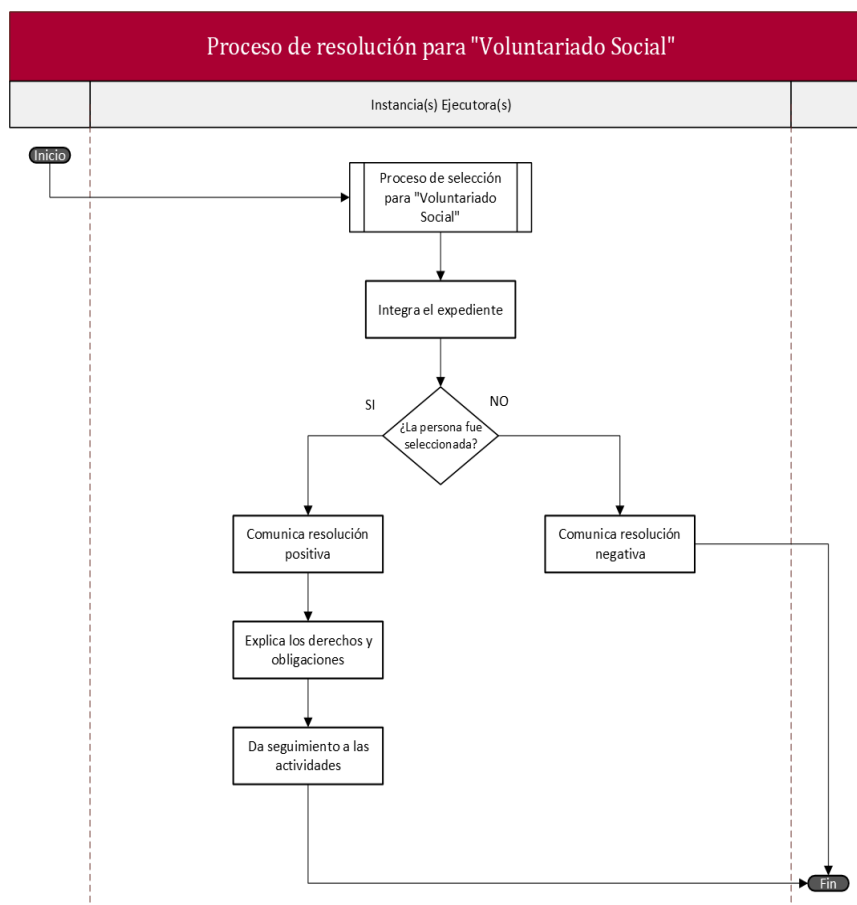 Proceso de resolución para "Voluntariado Social"
Instancia(s) Ejecutora(s)
Inicio
Proceso de selección
para "Voluntariado
Social"
Integra el expediente
SI
NO
¿La persona fue
seleccionada?
Comunica resolución
positiva
Comunica resolución
negativa
Explica los derechos y
obligaciones
Da seguimiento a las
actividades
Fin